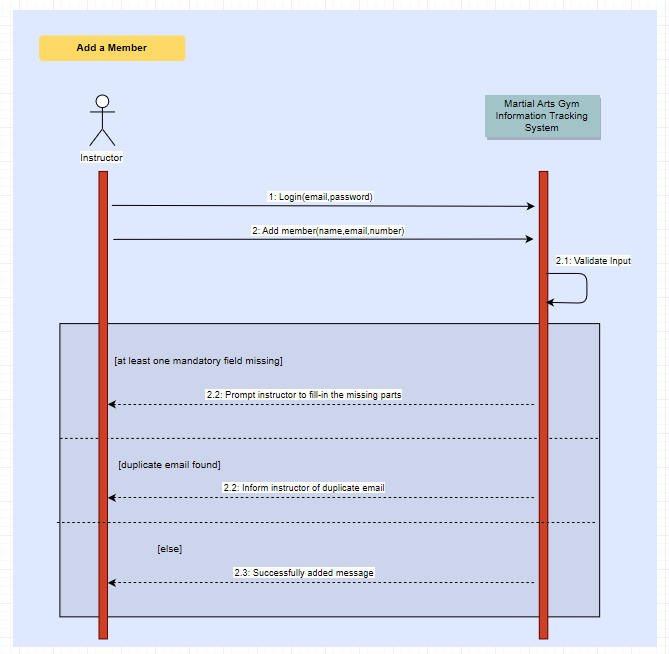 Add a Member
Martial Arts Gym
Information Tracking
System
Instructor
1: Login(email,password)
2: Add member(name,email,number)
2.1: Validate Input
[at least one mandatory field missing]
2.2: Prompt instructor to fill-in the missing parts
[duplicate email found]
2.2: Inform instructor of duplicate email
[else]
2.3: Successfully added message